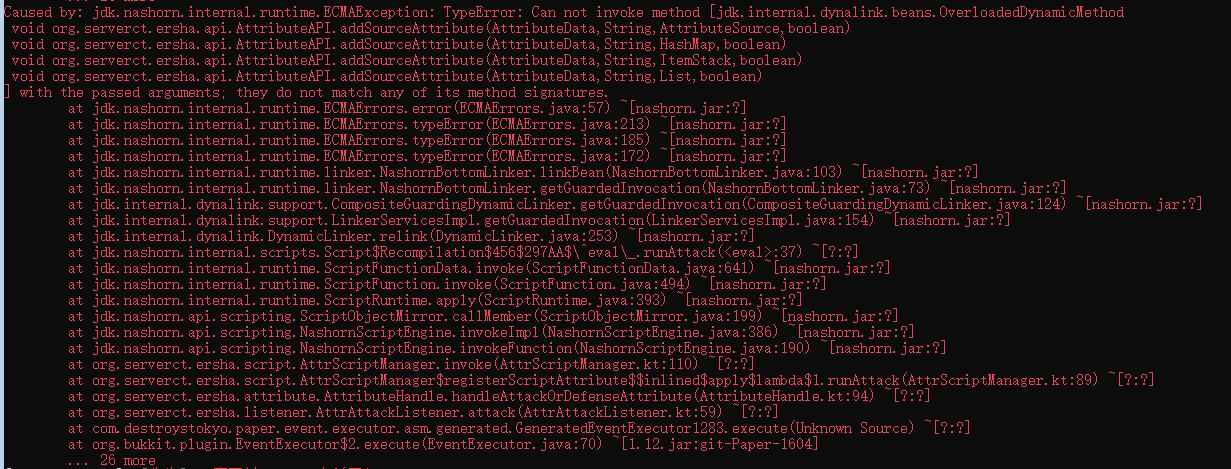 Caused by: jdk.nashorn.internal.runtime.ECMAException: TypeError: Can not invoke method [jdk.internal.dynalink.beans.OverloadedDynamicMethod
void org.serverct.ersha.api.AttributeAPI.addSourceAttribute(AttributeData,String,AttributeSource,boolean)
void org.serverct.ersha.api.AttributeAPI.addSourceAttribute(AttributeData,String,HashMap,boolean)
void org.serverct.ersha.api.AttributeAPI.addSourceAttribute(AttributeData,String,ItemStack,boolean)
void org.serverct.ersha.api.AttributeAPI.addSourceAttribute(AttributeData,String,List,boolean)
] with the passed arguments; they do not match any of its method signatures.
at jdk.nashorn.internal.runtime.ECMAErrors.error(ECMAErrors.java:57) ~[nashorn.jar:?]
at jdk.nashorn.internal.runtime.ECMAErrors.typeError(ECMAErrors.java:213) ~[nashorn.jar:?]
at jdk.nashorn.internal.runtime.ECMAErrors.typeError(ECMAErrors.java:185) ~[nashorn.jar:?]
at jdk.nashorn.internal.runtime.ECMAErrors.typeError(ECMAErrors.java:172) ~[nashorn.jar:?]
at jdk.nashorn.internal.runtime.linker.NashornBottomLinker.linkBean(NashornBottomLinker.java:103) ~[nashorn.jar:?]
at jdk.nashorn.internal.runtime.linker.NashornBottomLinker.getGuardedInvocation(NashornBottomLinker.java:73) ~[nashorn.jar:?]
at jdk.internal.dynalink.support.CompositeGuardingDynamicLinker.getGuardedInvocation(CompositeGuardingDynamicLinker.java:124) ~[nashorn.jar:?]
at jdk.internal.dynalink.support.LinkerServicesImpl.getGuardedInvocation(LinkerServicesImpl.java:154) ~[nashorn.jar:?]
at jdk.internal.dynalink.DynamicLinker.relink(DynamicLinker.java:253) ~[nashorn.jar:?]
at jdk.nashorn.internal.scripts.Script$Recompilation$456$297AA$\^eval\_.runAttack(<eval>:37) ~[?:?]
at jdk.nashorn.internal.runtime.ScriptFunctionData.invoke(ScriptFunctionData.java:641) ~[nashorn.jar:?]
at jdk.nashorn.internal.runtime.ScriptFunction.invoke(ScriptFunction.java:494) ~[nashorn.jar:?]
at jdk.nashorn.internal.runtime.ScriptRuntime.apply(ScriptRuntime.java:393) ~[nashorn.jar:?]
at jdk.nashorn.api.scripting.ScriptObjectMirror.callMember(ScriptObjectMirror.java:199) ~[nashorn.jar:?]
at jdk.nashorn.api.scripting.NashornScriptEngine.invokeImpl(NashornScriptEngine.java:386) ~[nashorn.jar:?]
at jdk.nashorn.api.scripting.NashornScriptEngine.invokeFunction(NashornScriptEngine.java:190) ~[nashorn.jar:?]
at org.serverct.ersha.script.AttrScriptManager.invoke(AttrScriptManager.kt:110) ~[?:?]
at org.serverct.ersha.script.AttrScriptManager$registerScriptAttribute$$inlined$apply$lambda$1.runAttack(AttrScriptManager.kt:89) ~[?:?]
at org.serverct.ersha.attribute.AttributeHandle.handleAttackOrDefenseAttribute(AttributeHandle.kt:94) ~[?:?]
at org.serverct.ersha.listener.AttrAttackListener.attack(AttrAttackListener.kt:59) ~[?:?]
at com.destroystokyo.paper.event.executor.asm.generated.GeneratedEventExecutor1283.execute(Unknown Source) ~[?:?]
at org.bukkit.plugin.EventExecutor$2.execute(EventExecutor.java:70) ~[1.12.jar:git-Paper-1604]
... 26 more